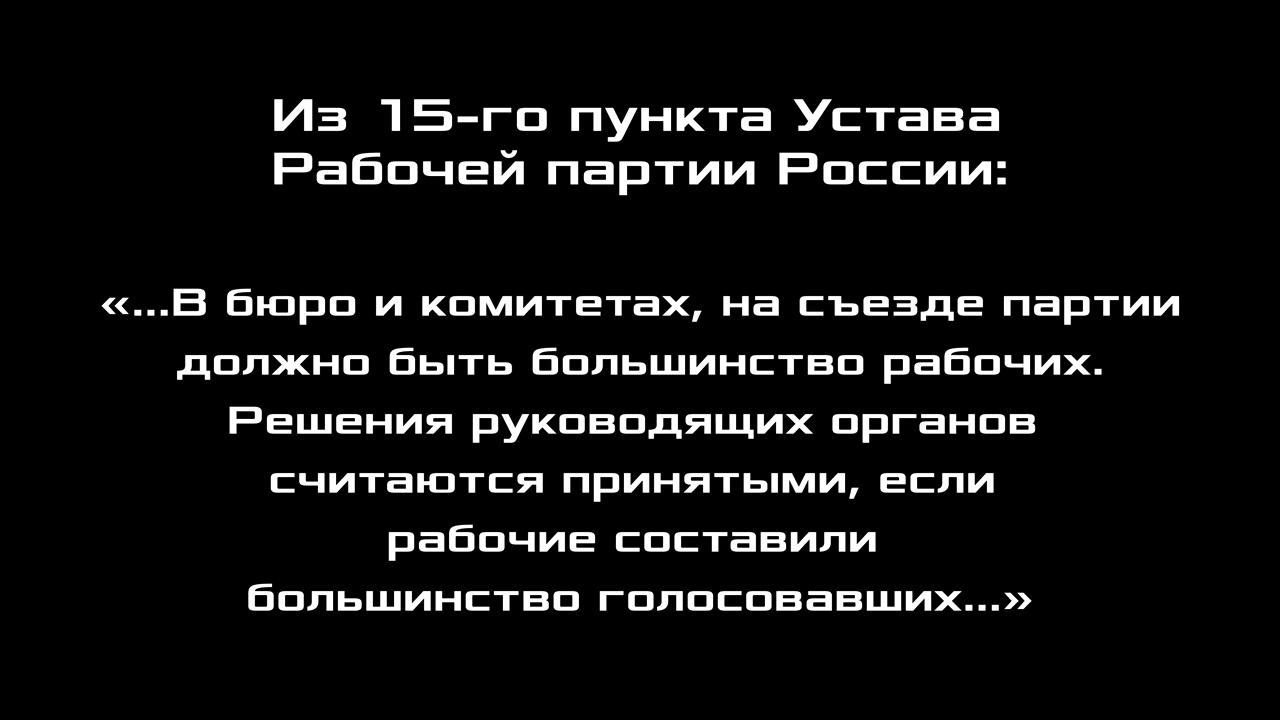 Из 15-го пункта Устава
Рабочей партии России:
«...В бюро и комитетах, на съезде партии
должно быть большинство рабочих.
Решения руководящих органов
считаются принятыми, если
рабочие составили
большинство голосовавших...»